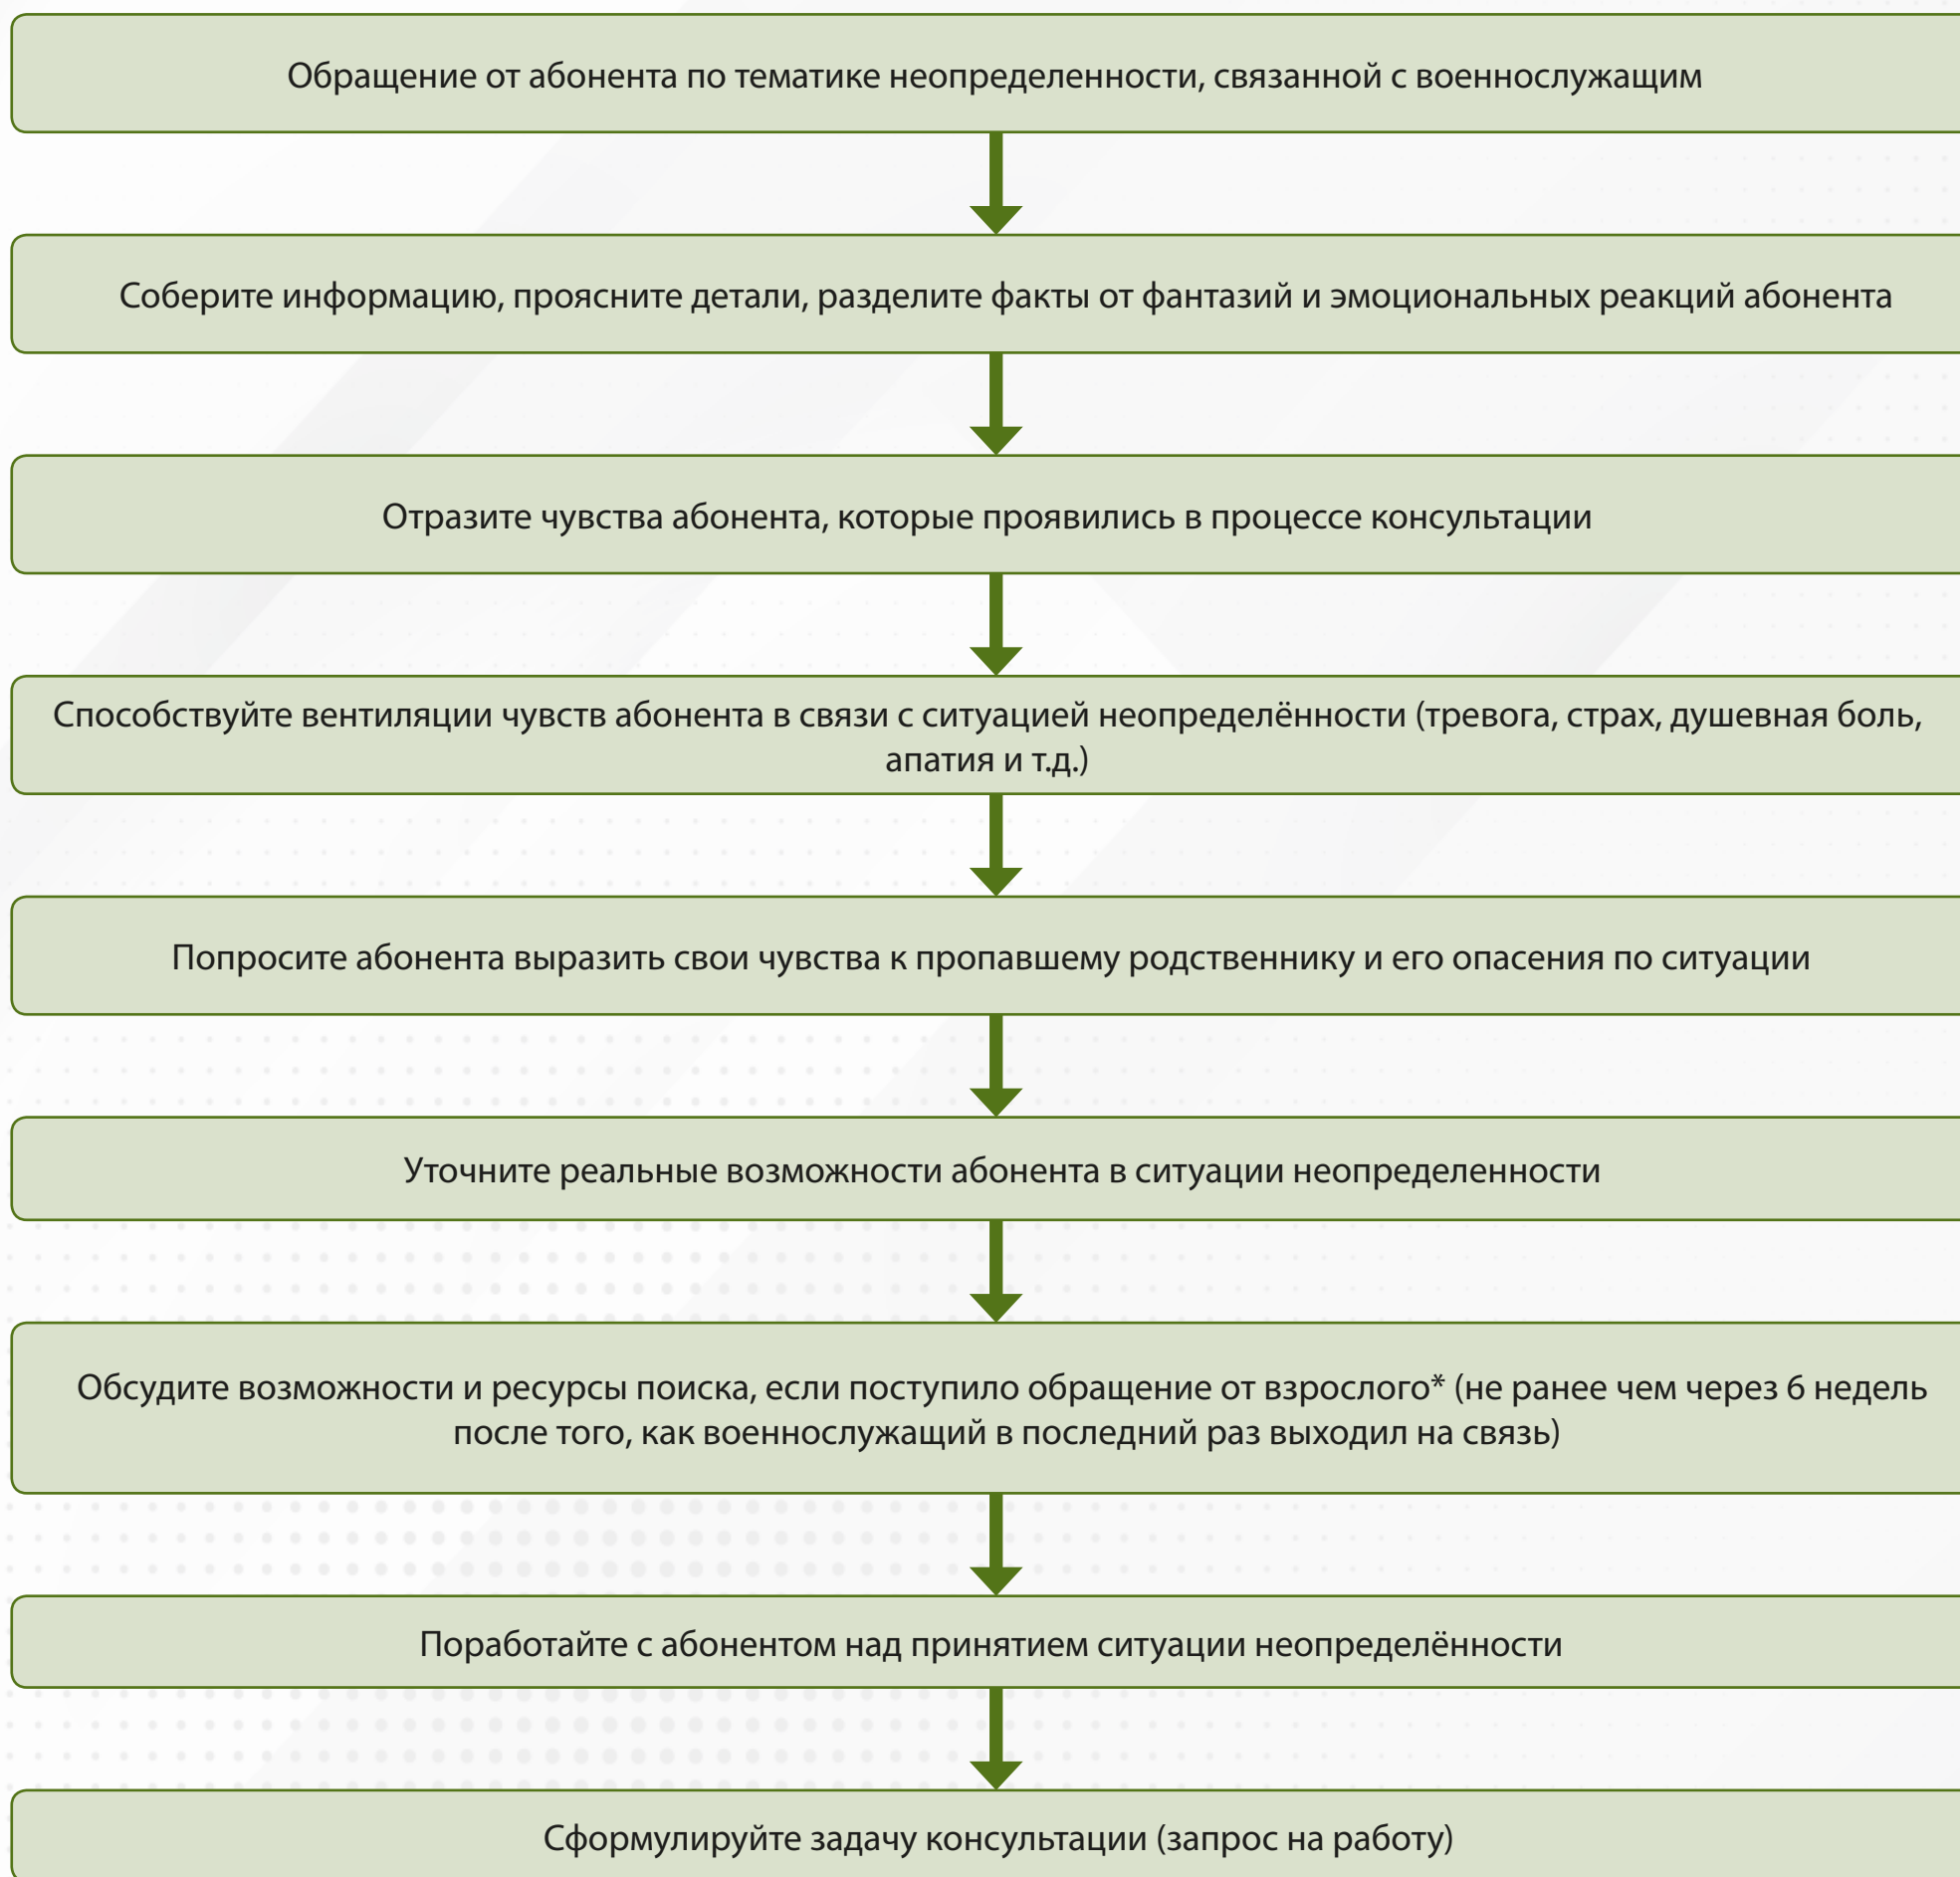 Обращение от абонента по тематике неопределенности, связанной с военнослужащим
Соберите информацию, проясните детали, разделите факты от фантазий и эмоциональных реакций абонента
Отразите чувства абонента, которые проявились в процессе консультации
Способствуйте вентиляции чувств абонента в связи с ситуацией неопределённости (тревога, страх, душевная боль,
апатия и т.д.)
Попросите абонента выразить свои чувства к пропавшему родственнику и его опасения по ситуации
Уточните реальные возможности абонента в ситуации неопределенности
Обсудите возможности и ресурсы поиска, если поступило обращение от взрослого* (не ранее чем через 6 недель
после того, как военнослужащий в последний раз выходил на связь)
Поработайте с абонентом над принятием ситуации неопределённости
Сформулируйте задачу консультации (запрос на работу)